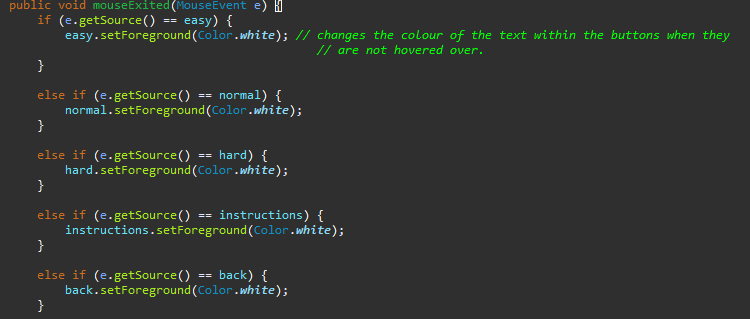 public void mouseExited(MouseEvent e) {
if (e.getSource() == easy) {
easy.setForeground(Color.white); // changes the colour of the text within the buttons when they
// are not hovered over.
}
else if (e.getSource() == normal) {
normal.setForeground(Color.white);
}
else if (e.getSource() == hard) {
hard.setForeground(Color.white);
}
else if (e.getSource() == instructions) {
instructions.setForeground(Color.white);
}
else if (e.getSource() == back) {
back.setForeground(Color.white);
}